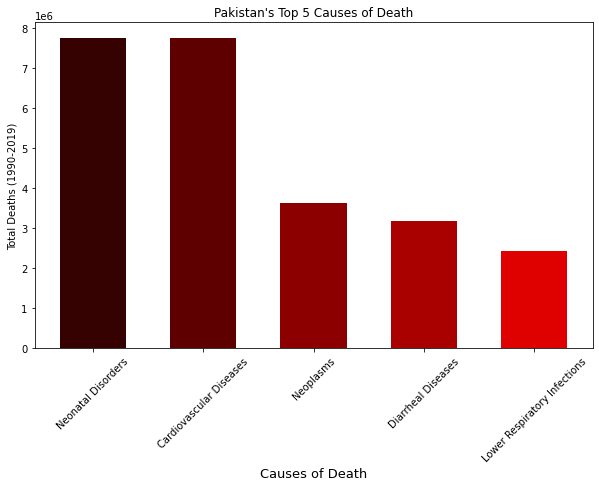 Pakistan's Top 5 Causes of Death
1e6
8
7
6
5
4
3
2
1
0
Total Deaths (1990-2019)
Neonatal Disorders
Cardiovascular Diseases
Neoplasms
Diarrheal Diseases
Lower Respiratory Infections
Causes of Death